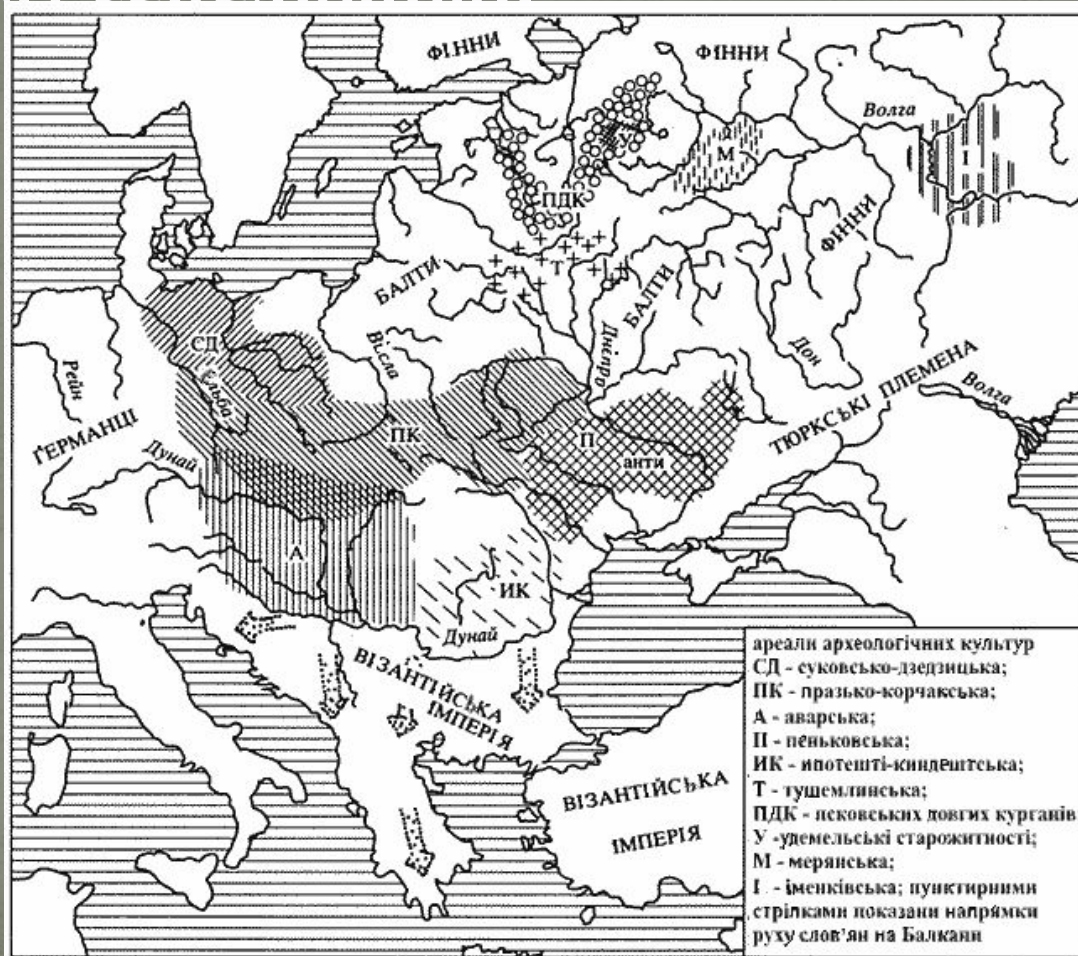 ФІННИ
ФІННИ
Волга
У
М
І
ПДК
ФІННИ
Т
БАЛТИ
БАЛТИ
СД
Вісла
Дніпро
Дон
Рейн
Ельба
ТЮРКСЬКІ ПЛЕМЕНА
Волга
ГЕРМАНЦІ
ПК
П
анти
Дунай
А
ИК
Дунай
ВІЗАНТІЙСЬКА
ІМПЕРІЯ
ВІЗАНТІЙСЬКА
ІМПЕРІЯ
ареали археологічних культур
СД - суковсько-дзедзицька;
ПК - празько-корчакська;
А - аварська;
П - пеньковська;
ИК - ипотешті-киндештська;
Т - тушемлинська;
ПДК - псковських довгих курганів
У - удемельські старожитності;
М - мерянська;
І - іменківська; пунктирними
стрілками показани напрямки
руху слов'ян на Балкани